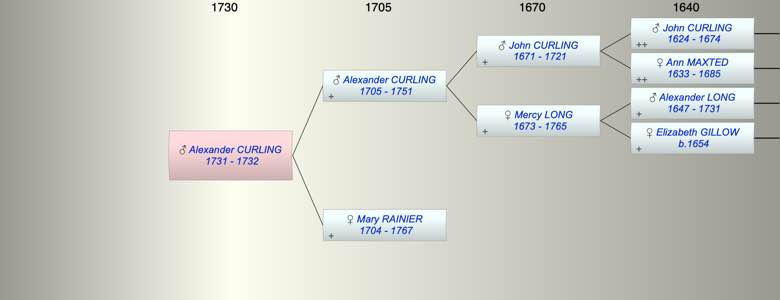 1730 1705 1670 1640
♂ John CURLING
1624 - 1674
++
♂ John CURLING
1671 - 1721
+
♀ Ann MAXTED
1633 - 1685
++
♂ Alexander CURLING
1705 - 1751
+
♂ Alexander LONG
1647 - 1731
+
♀ Mercy LONG
1673 - 1765
+
♀ Elizabeth GILLOW
b.1654
+
♂ Alexander CURLING
1731 - 1732
♀ Mary RAINIER
1704 - 1767
+